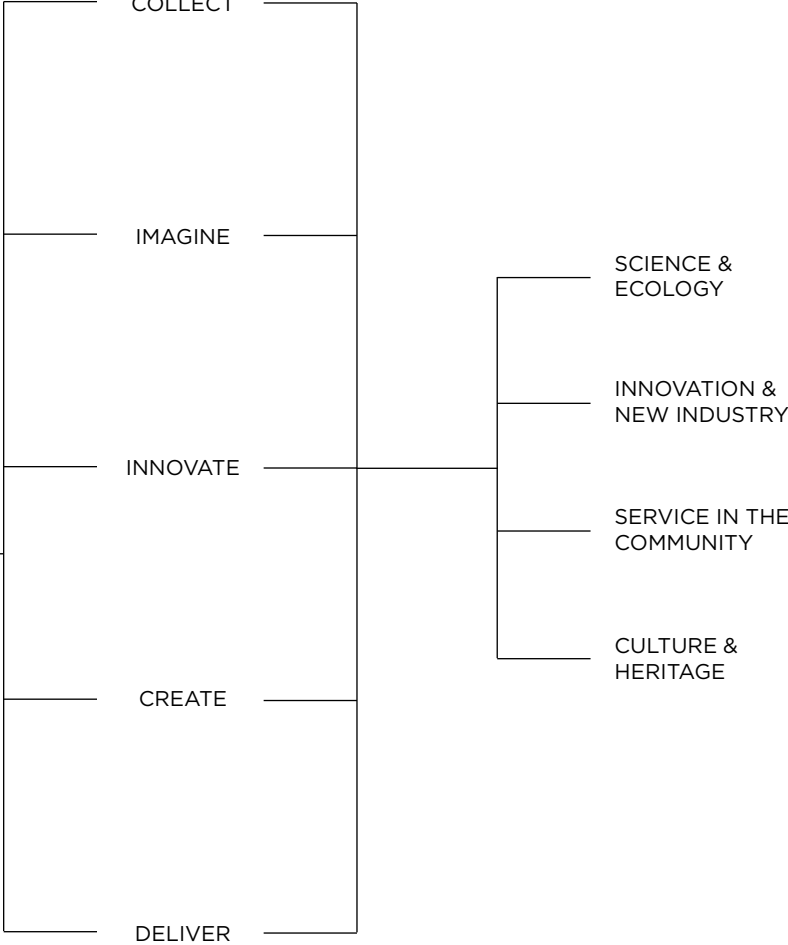 COLLECT
IMAGINE
INNOVATE
CREATE
DELIVER
SCIENCE &
ECOLOGY
INNOVATION &
NEW INDUSTRY
SERVICE IN THE
COMMUNITY
CULTURE &
HERITAGE